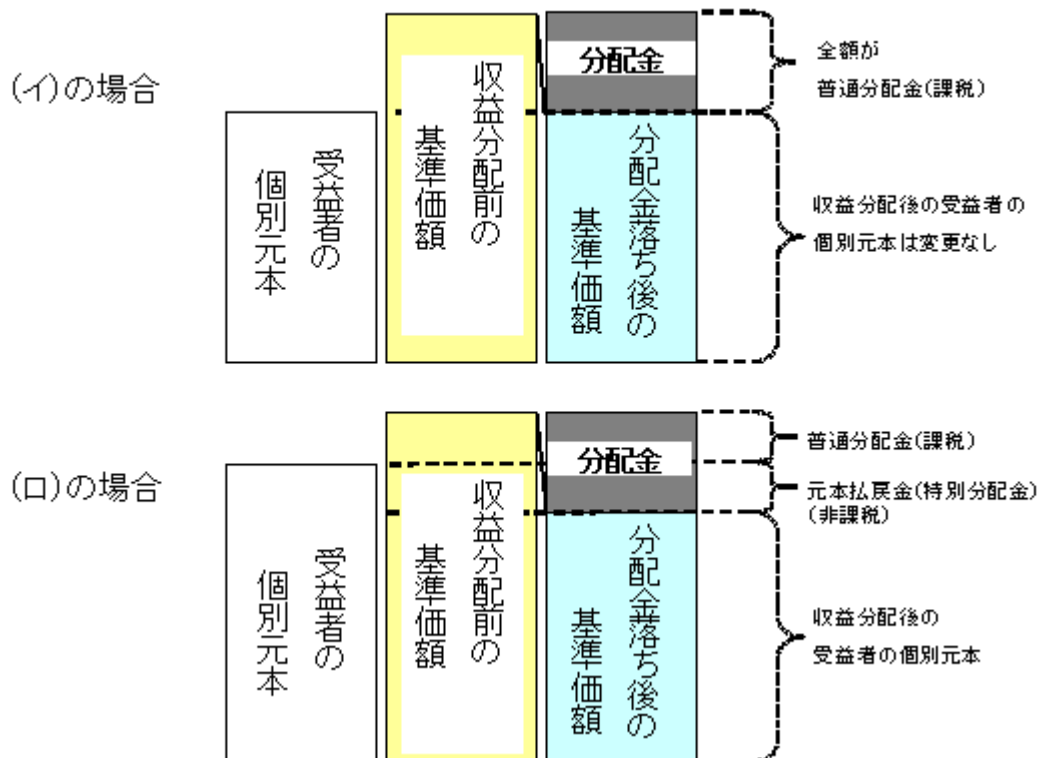 (イ)の場合
受益者の
個別元本
収益分配前の
基準価額
分配金
分配金落ち後の
基準価額
全額が
普通分配金(課税)
収益分配後の受益者の
個別元本は変更なし
(ロ)の場合
受益者の
個別元本
収益分配前の
基準価額
分配金
分配金落ち後の
基準価額
普通分配金(課税)
元本払戻金(特別分配金)
(非課税)
収益分配後の
受益者の個別元本